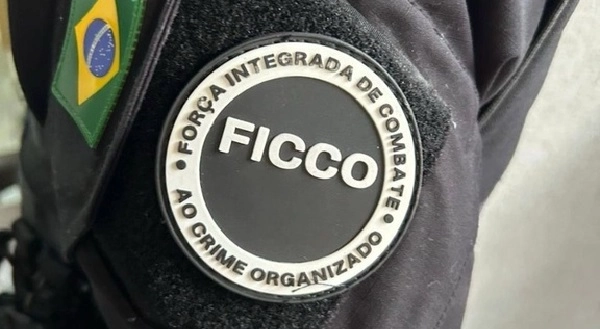 FORÇA INTEGRADA DE COMBATE
FICCO
AO CRIME ORGANIZADO